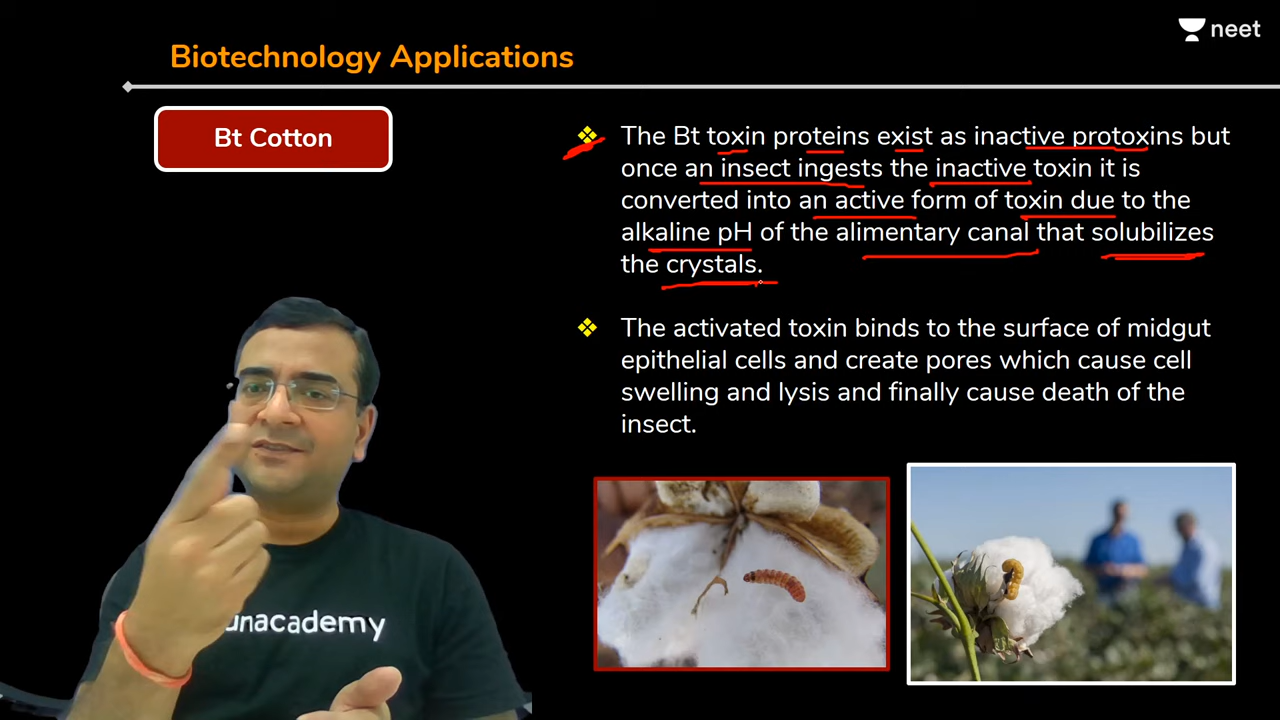 neet
Biotechnology Applications
Bt Cotton
❖ The Bt toxin proteins exist as inactive protoxins but
once an insect ingests the inactive toxin it is
converted into an active form of toxin due to the
alkaline pH of the alimentary canal that solubilizes
the crystals.
❖ The activated toxin binds to the surface of midgut
epithelial cells and create pores which cause cell
swelling and lysis and finally cause death of the
insect.
unacademy